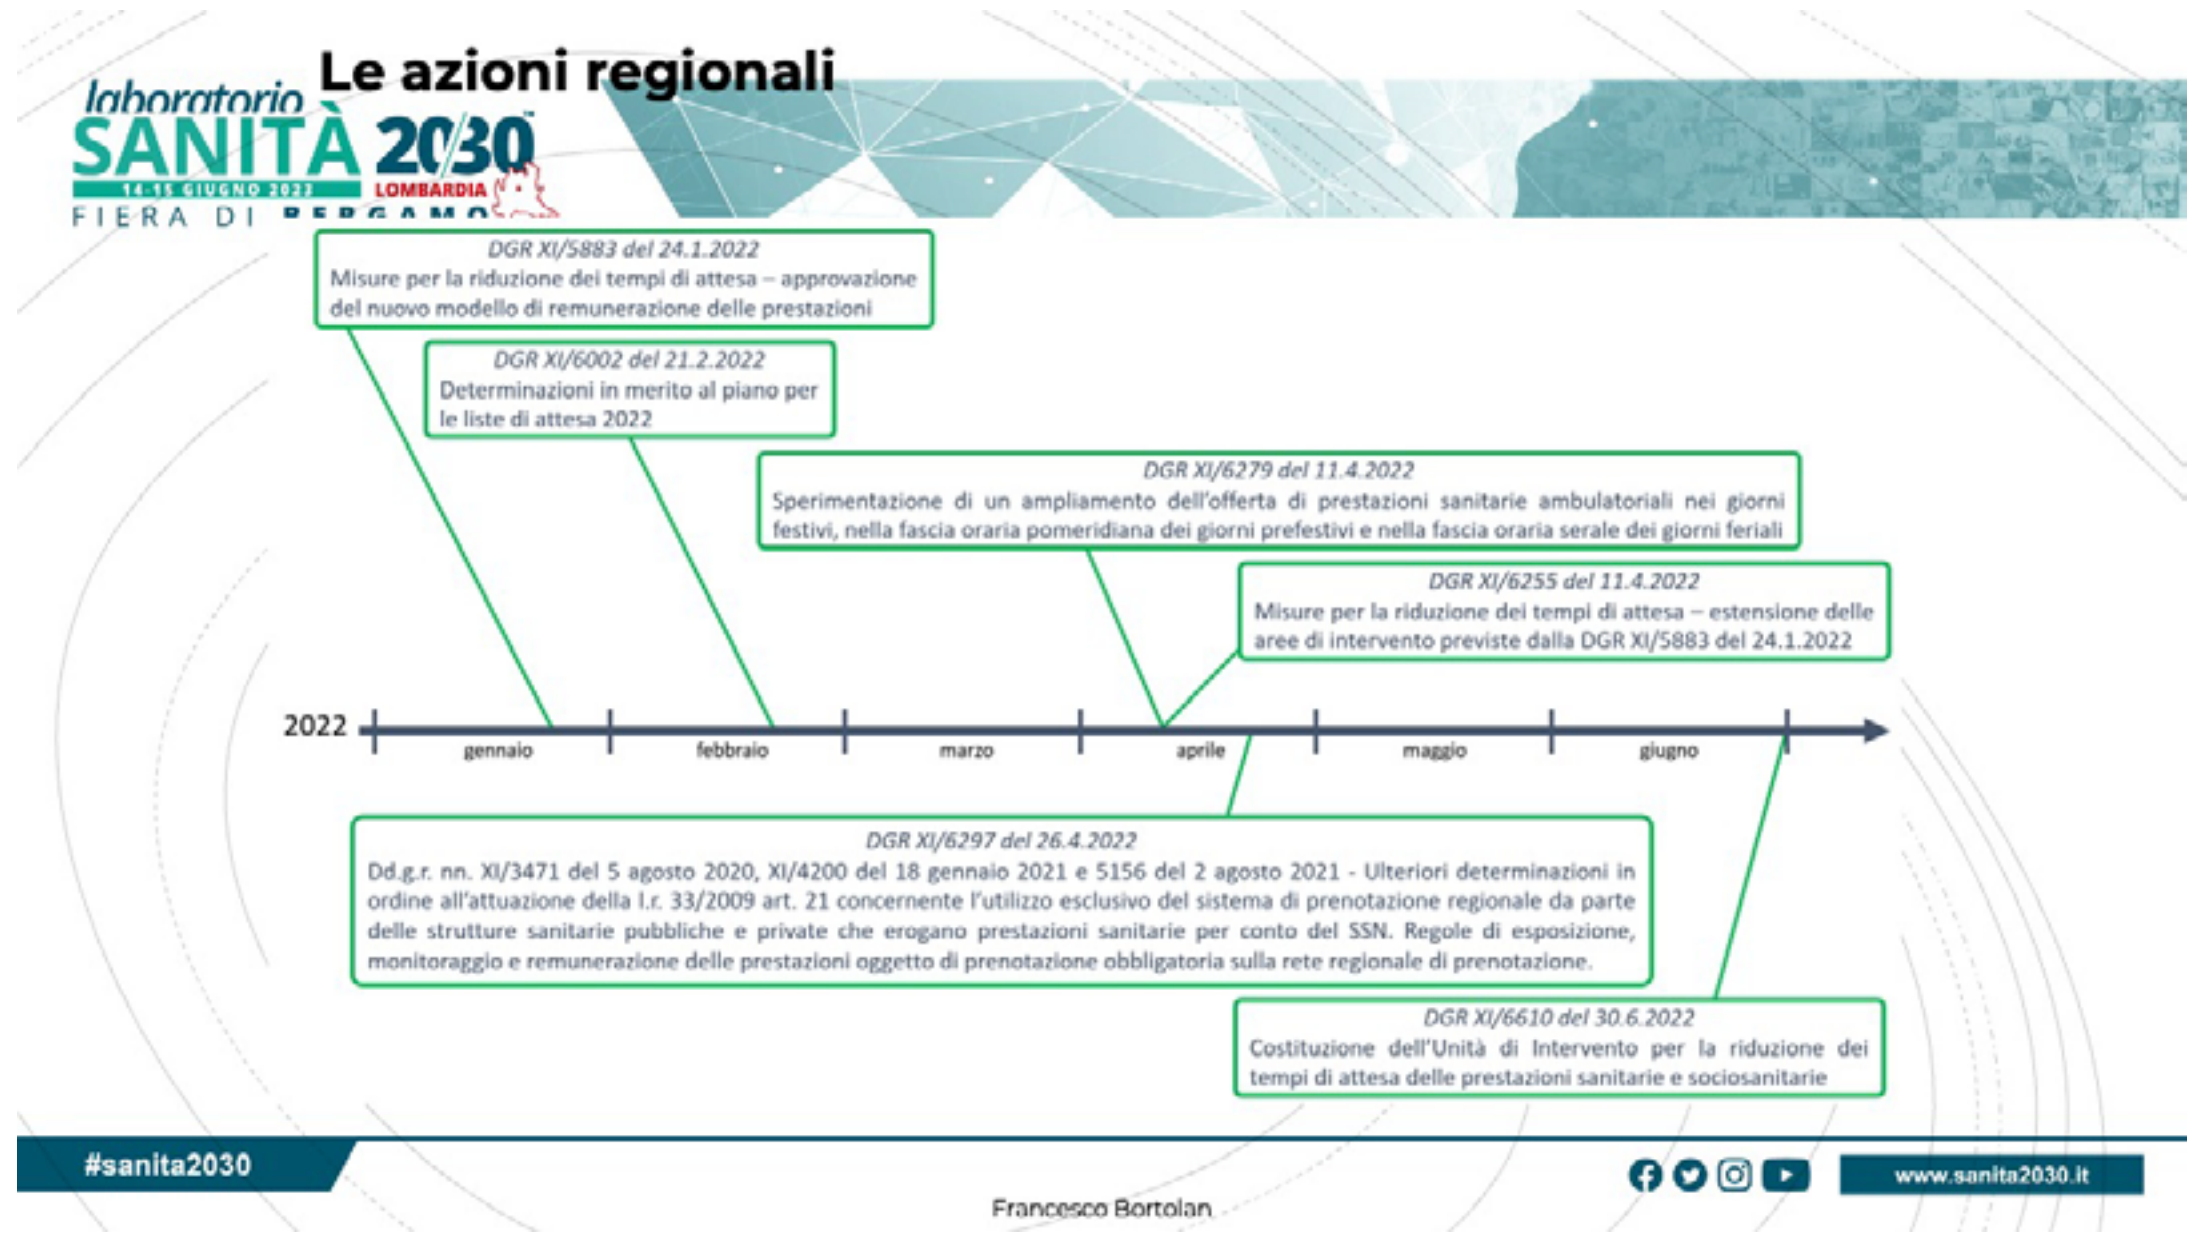 Le azioni regionali
laboratorio
SANITÀ 2030
14-15 GIUGNO 2023
LOMBARDIA
FIERA DI BERGAMO
DGR XI/5883 del 24.1.2022
Misure per la riduzione dei tempi di attesa – approvazione
del nuovo modello di remunerazione delle prestazioni
DGR XI/6002 del 21.2.2022
Determinazioni in merito al piano per
le liste di attesa 2022
DGR XI/6279 del 11.4.2022
Sperimentazione di un ampliamento dell'offerta di prestazioni sanitarie ambulatoriali nei giorni
festivi, nella fascia oraria pomeridiana dei giorni prefestivi e nella fascia oraria serale dei giorni feriali
DGR XI/6255 del 11.4.2022
Misure per la riduzione dei tempi di attesa – estensione delle
aree di intervento previste dalla DGR XI/5883 del 24.1.2022
2022
gennaio febbraio marzo aprile maggio giugno
DGR XI/6297 del 26.4.2022
Dd.g.r. nn. XI/3471 del 5 agosto 2020, XI/4200 del 18 gennaio 2021 e 5156 del 2 agosto 2021 - Ulteriori determinazioni in
ordine all'attuazione della l.r. 33/2009 art. 21 concernente l'utilizzo esclusivo del sistema di prenotazione regionale da parte
delle strutture sanitarie pubbliche e private che erogano prestazioni sanitarie per conto del SSN. Regole di esposizione,
monitoraggio e remunerazione delle prestazioni oggetto di prenotazione obbligatoria sulla rete regionale di prenotazione.
DGR XI/6610 del 30.6.2022
Costituzione dell'Unità di Intervento per la riduzione dei
tempi di attesa delle prestazioni sanitarie e sociosanitarie
#sanita2030
www.sanita2030.it
Francesco Bortolan